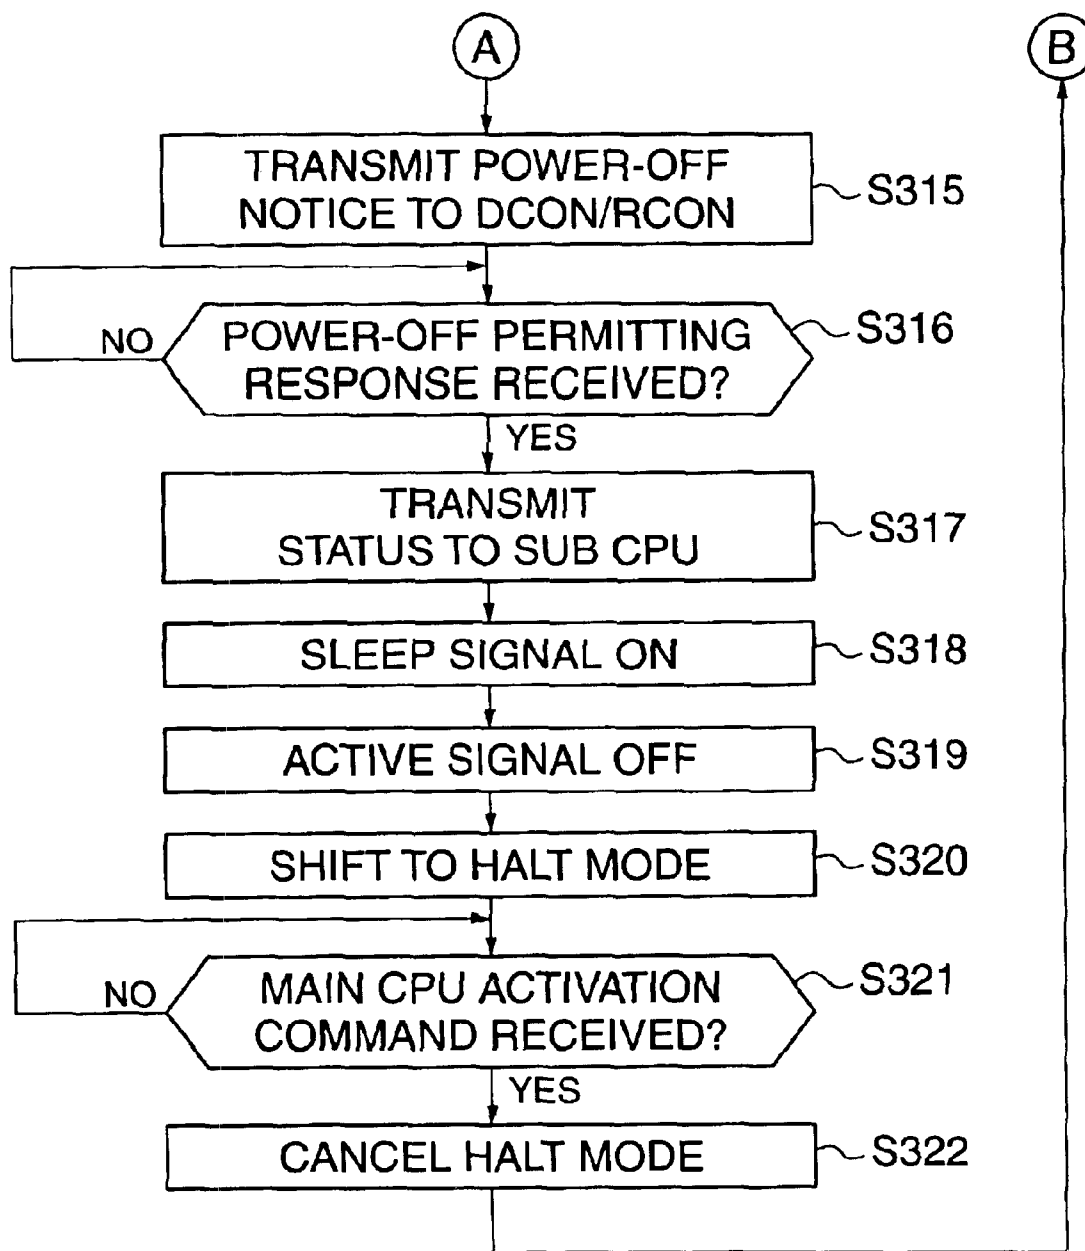 A
B
TRANSMIT POWER-OFF
NOTICE TO DCON/RCON
S315
POWER-OFF PERMITTING
RESPONSE RECEIVED?
S316
NO
YES
TRANSMIT
STATUS TO SUB CPU
S317
SLEEP SIGNAL ON
S318
ACTIVE SIGNAL OFF
S319
SHIFT TO HALT MODE
S320
MAIN CPU ACTIVATION
COMMAND RECEIVED?
S321
NO
YES
CANCEL HALT MODE
S322